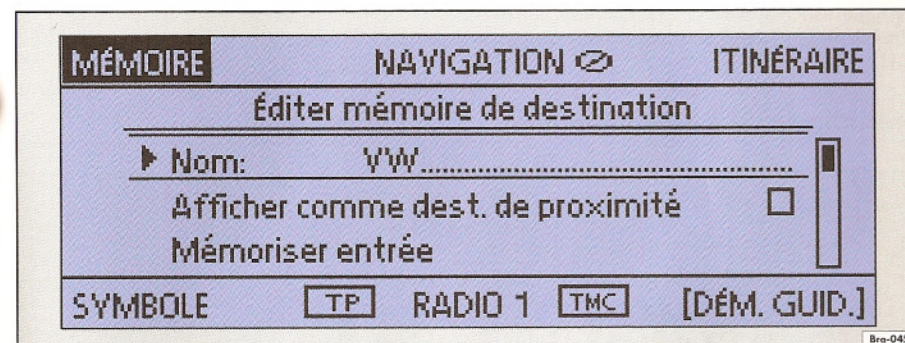 MÉMOIRE NAVIGATION ITINÉRAIRE
Éditer mémoire de destination
Nom: VW.......................................................
Afficher comme dest. de proximité
Mémoriser entrée
SYMBOLE TP RADIO 1 TMC [DÉM. GUID.]